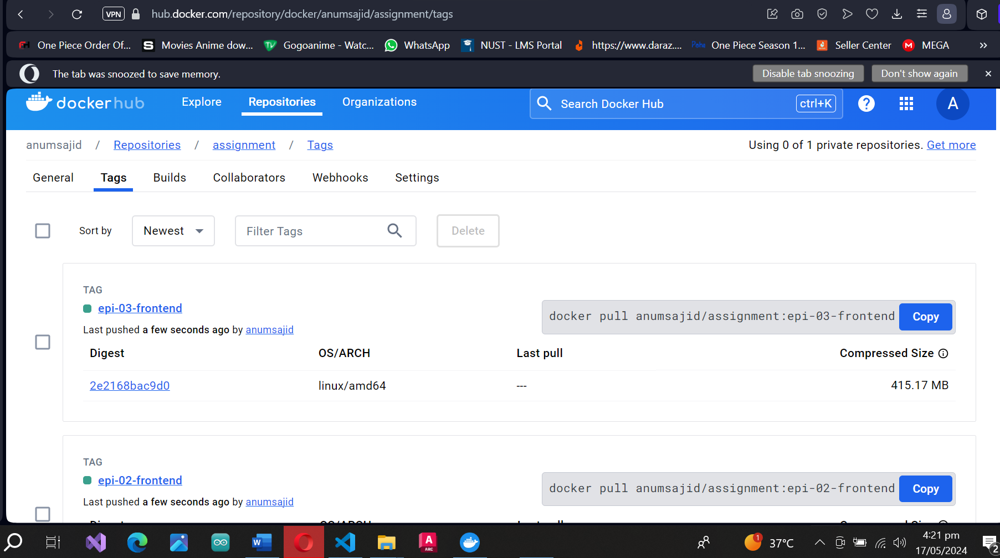 VPN hub.docker.com/repository/docker/anumsajid/assignment/tags
One Piece Order Of... Movies Anime dow... Gogoanime - Watc... WhatsApp NUST - LMS Portal https://www.daraz.... One Piece Season 1... Seller Center MEGA
The tab was snoozed to save memory. Disable tab snoozing Don't show again
dockerhub Explore Repositories Organizations Search Docker Hub ctrl+K A
anumsajid / Repositories / assignment / Tags Using 0 of 1 private repositories. Get more
General Tags Builds Collaborators Webhooks Settings
Sort by Newest Filter Tags Delete
TAG
epi-03-frontend
docker pull anumsajid/assignment:epi-03-frontend Copy
Last pushed a few seconds ago by anumsajid
Digest OS/ARCH Last pull Compressed Size
2e2168bac9d0 linux/amd64 --- 415.17 MB
TAG
epi-02-frontend
docker pull anumsajid/assignment:epi-02-frontend Copy
Last pushed a few seconds ago by anumsajid
1 37°C 4:21 pm
17/05/2024 2